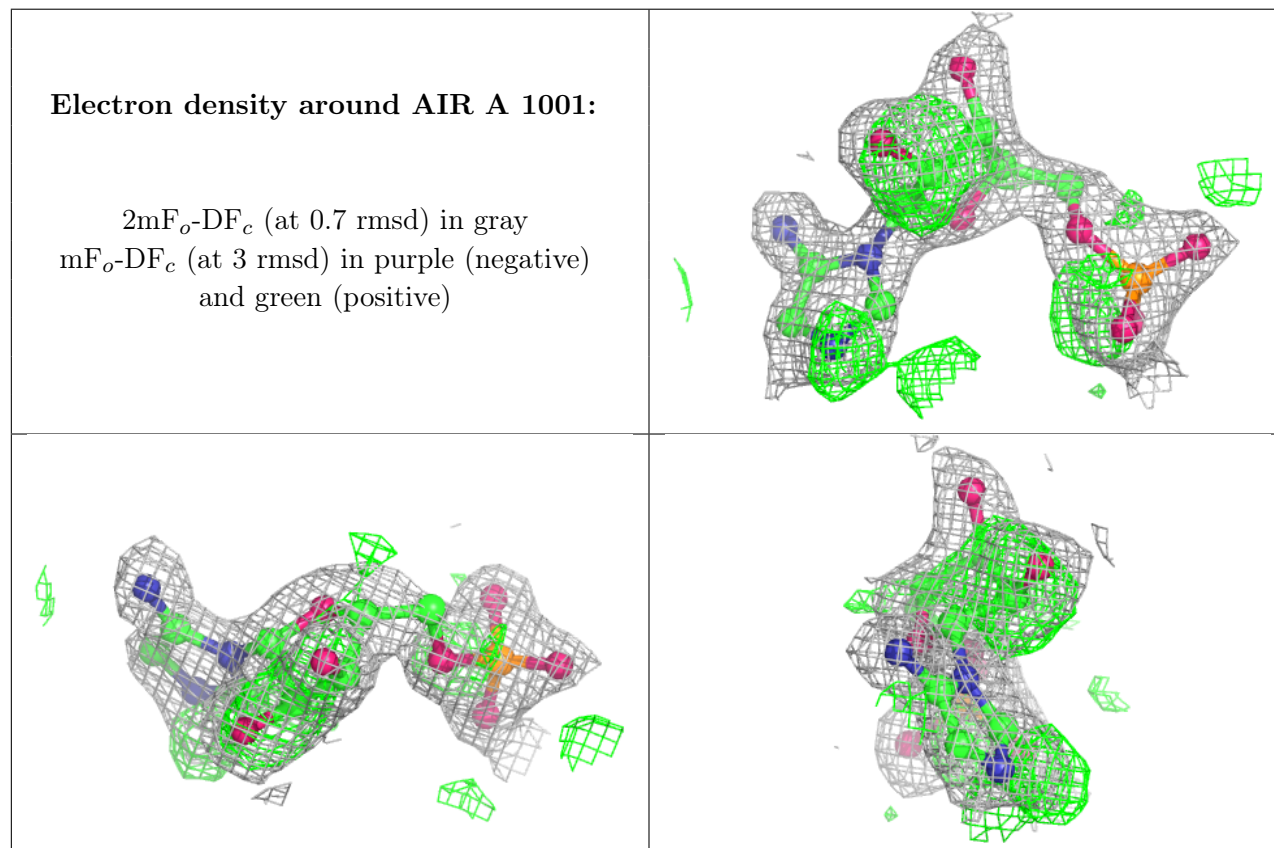 Electron density around AIR A 1001:
2mFo-DFc (at 0.7 rmsd) in gray
mFo-DFc (at 3 rmsd) in purple (negative)
and green (positive)